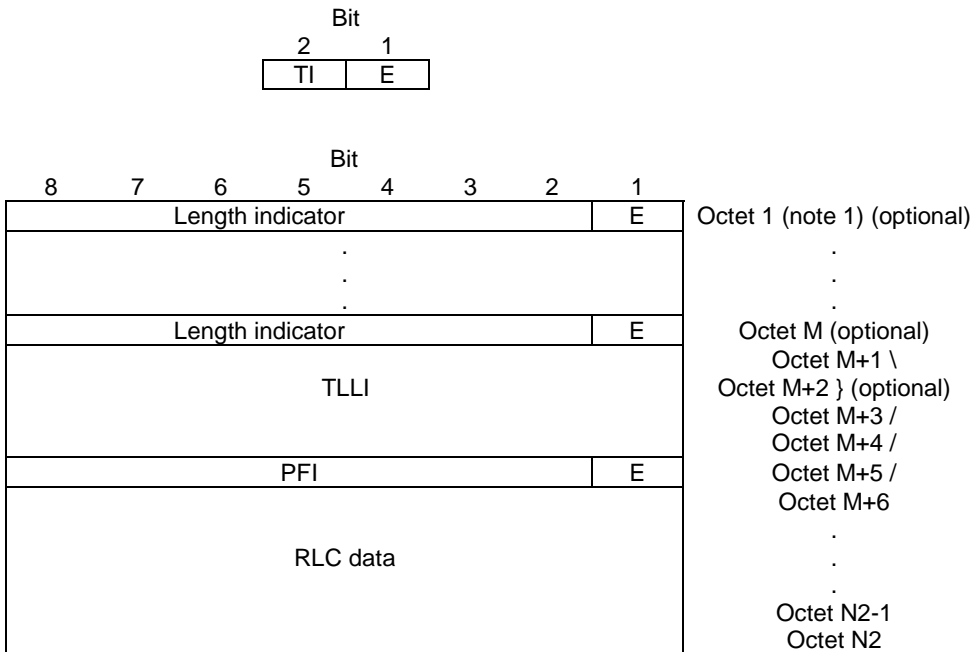 Bit
2 1
TI E
Bit
8 7 6 5 4 3 2 1
Length indicator E Octet 1 (note 1) (optional)
. .
. .
. .
Length indicator E Octet M (optional)
Octet M+1 \
TLLI Octet M+2 } (optional)
Octet M+3 /
Octet M+4 /
PFI E Octet M+5 /
Octet M+6
.
RLC data .
.
Octet N2-1
Octet N2